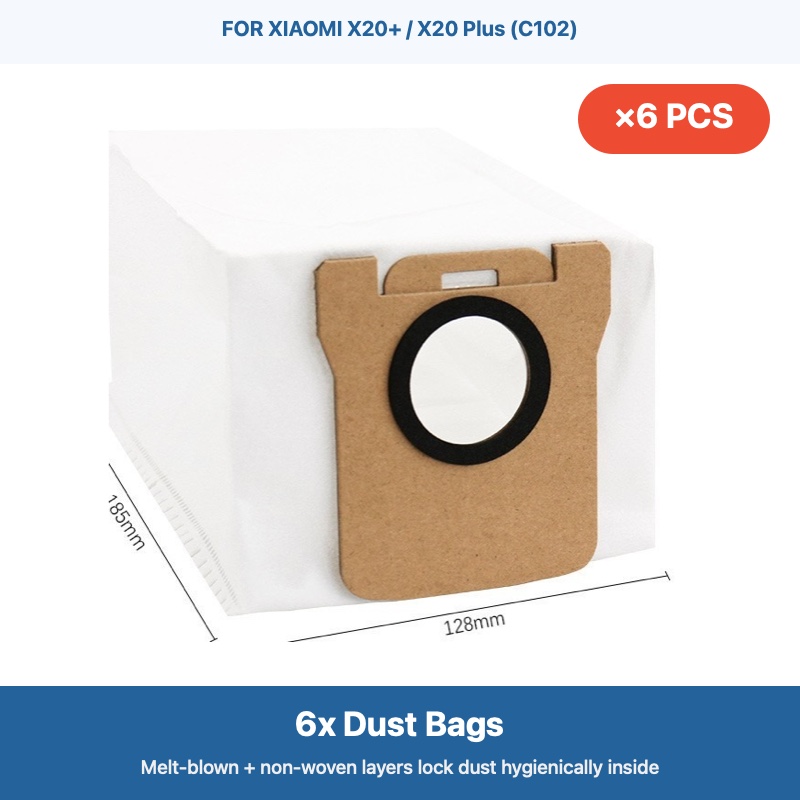 FOR XIAOMI X20+ / X20 Plus (C102)
×6 PCS
185mm
128mm
6x Dust Bags
Melt-blown + non-woven layers lock dust hygienically inside